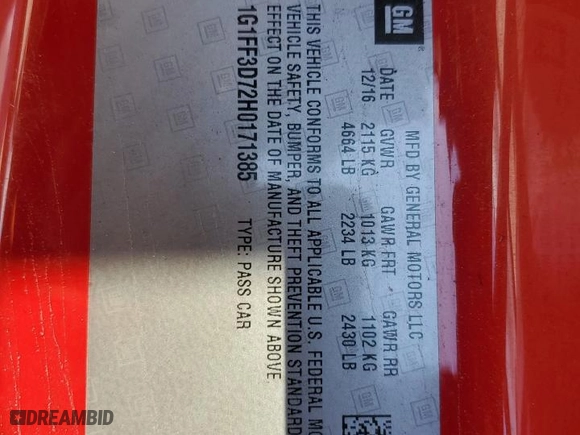 GM
MFD BY GENERAL MOTORS LLC
DATE GVWR GAWR FRT GAWR RR
12/16 2115 KG 1013 KG 1102 KG
4664 LB 2234 LB 2430 LB
THIS VEHICLE CONFORMS TO ALL APPLICABLE U.S. FEDERAL
VEHICLE SAFETY, BUMPER, AND THEFT PREVENTION STANDARD
EFFECT ON THE DATE OF MANUFACTURE SHOWN ABOVE
1G1FF3D72H0171385 TYPE: PASS CAR
DREAMBID